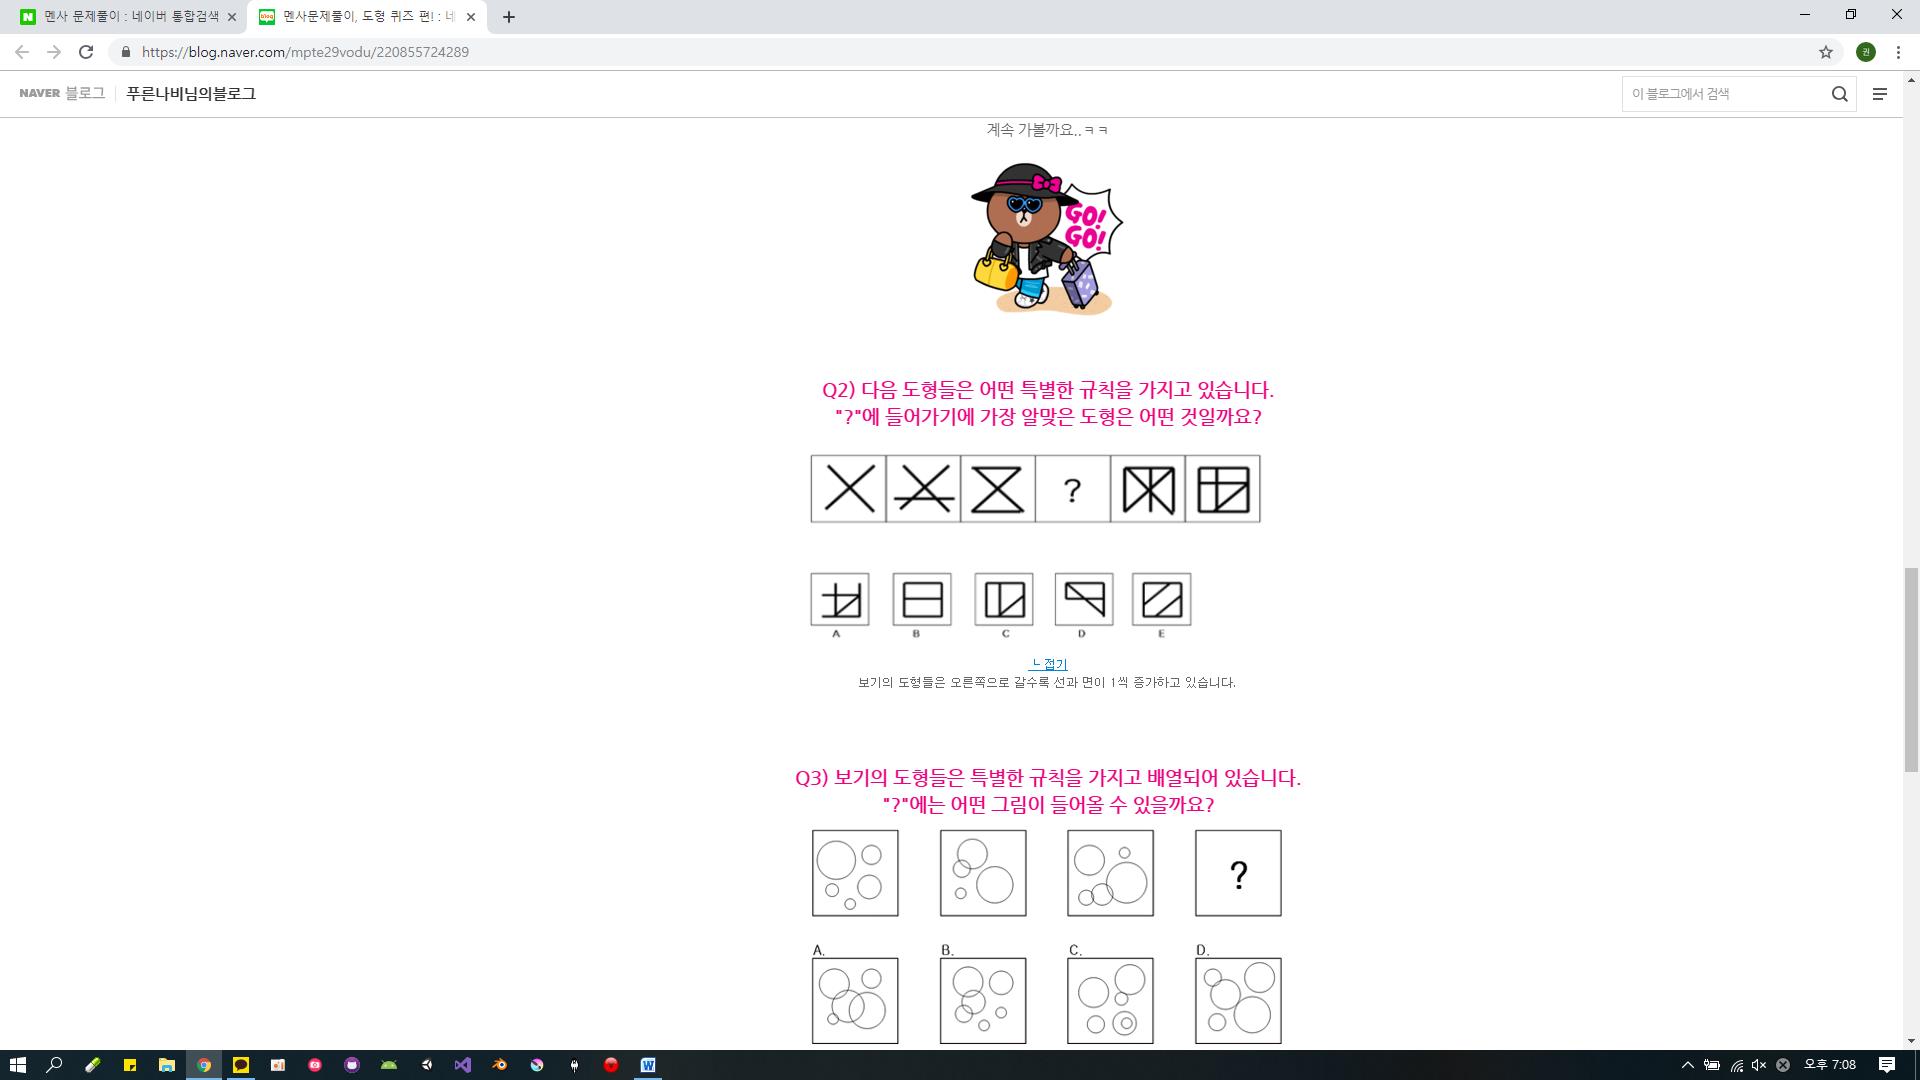 멘사 문제풀이 : 네이버 통합검색
멘사문제풀이, 도형 퀴즈 편! : 네
https://blog.naver.com/mpte29vodu/220855724289
권
NAVER 블로그
푸른나비님의블로그
이 블로그에서 검색
계속 가볼까요..ㅋㅋ
GO!
GO!
Q2) 다음 도형들은 어떤 특별한 규칙을 가지고 있습니다.
"?"에 들어가기에 가장 알맞은 도형은 어떤 것일까요?
?
A B C D E
ㄴ접기
보기의 도형들은 오른쪽으로 갈수록 선과 면이 1씩 증가하고 있습니다.
Q3) 보기의 도형들은 특별한 규칙을 가지고 배열되어 있습니다.
"?"에는 어떤 그림이 들어올 수 있을까요?
?
A. B. C. D.
오후 7:08